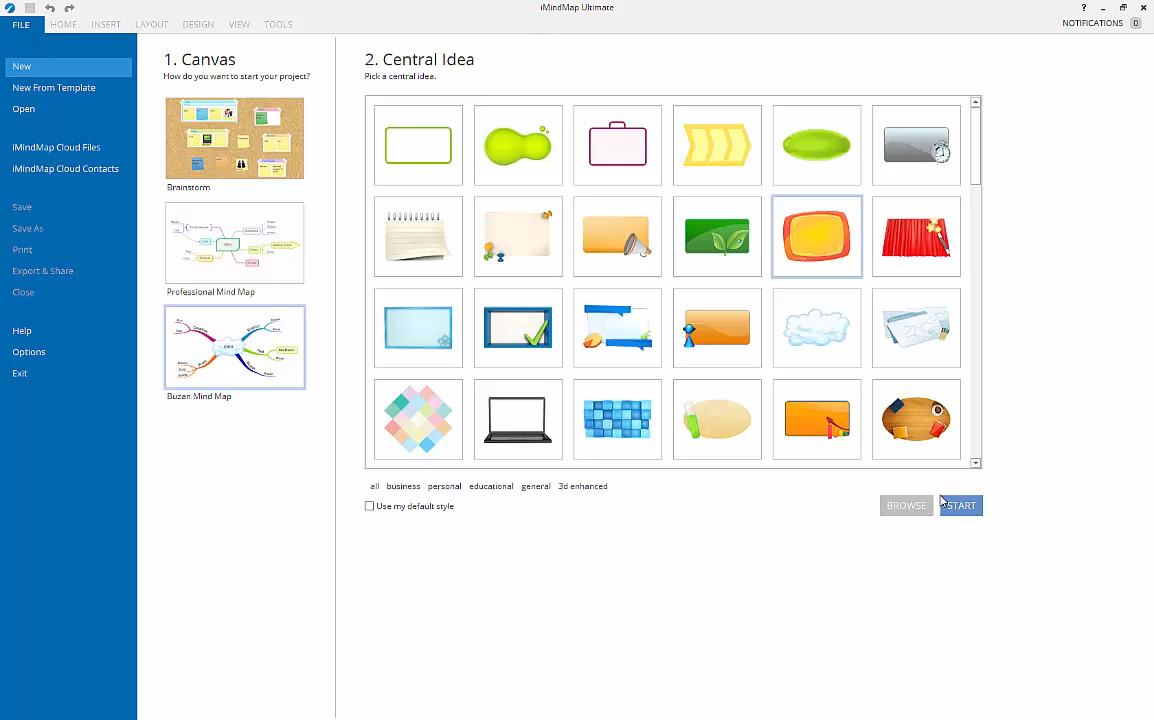 iMindMap Ultimate
FILE HOME INSERT LAYOUT DESIGN VIEW TOOLS
NOTIFICATIONS 0
New
New From Template
Open
iMindMap Cloud Files
iMindMap Cloud Contacts
Save
Save As
Print
Export & Share
Close
Help
Options
Exit
1. Canvas
How do you want to start your project?
Brainstorm
Professional Mind Map
IDEA
Buzan Mind Map
2. Central Idea
Pick a central idea.
all business personal educational general 3d enhanced
Use my default style
BROWSE
START